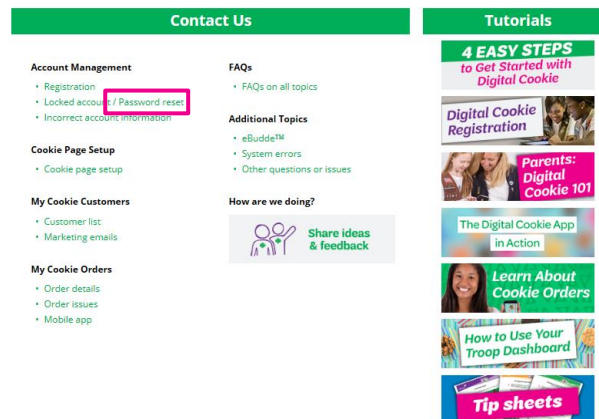 Contact Us
Account Management
Registration
Locked account / Password reset
Incorrect account information
Cookie Page Setup
Cookie page setup
My Cookie Customers
Customer list
Marketing emails
My Cookie Orders
Order details
Order issues
Mobile app
FAQs
FAQs on all topics
Additional Topics
eBudde™
System errors
Other questions or issues
How are we doing?
Share ideas
& feedback
Tutorials
4 EASY STEPS
to Get Started with
Digital Cookie
Digital Cookie
Registration
Parents:
Digital
Cookie 101
The Digital Cookie App
in Action
Learn About
Cookie Orders
How to Use Your
Troop Dashboard
Tip sheets